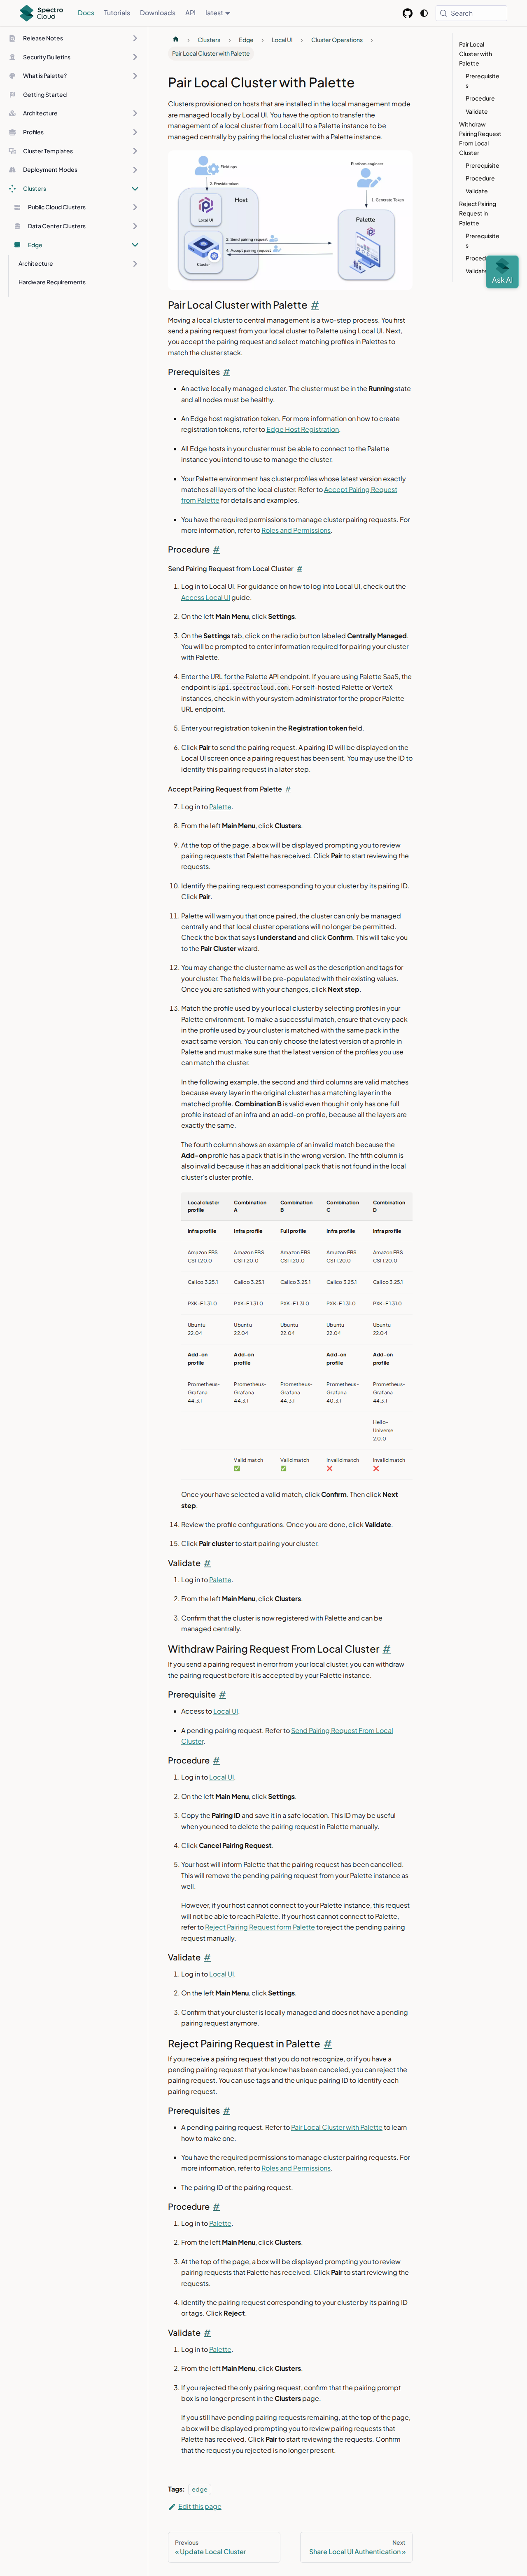 Spectro Cloud
Docs
Tutorials
Downloads
API
latest
Search
Release Notes
Security Bulletins
What is Palette?
Getting Started
Architecture
Profiles
Cluster Templates
Deployment Modes
Clusters
Public Cloud Clusters
Data Center Clusters
Edge
Architecture
Hardware Requirements
Clusters > Edge > Local UI > Cluster Operations >
Pair Local Cluster with Palette
Pair Local Cluster with Palette
Clusters provisioned on hosts that are installed in the local management mode
are managed locally by Local UI. You have the option to transfer the
management of a local cluster from Local UI to a Palette instance to be
managed centrally by pairing the local cluster with a Palette instance.
Field ops
Platform engineer
2. Provide token
1. Generate Token
Host
Local UI
Palette
3. Send pairing request
4. Accept pairing request
Cluster
Pair Local Cluster with Palette #
Moving a local cluster to central management is a two-step process. You first
send a pairing request from your local cluster to Palette using Local UI. Next,
you accept the pairing request and select matching profiles in Palettes to
match the cluster stack.
Prerequisites #
An active locally managed cluster. The cluster must be in the Running state
and all nodes must be healthy.
An Edge host registration token. For more information on how to create
registration tokens, refer to Edge Host Registration.
All Edge hosts in your cluster must be able to connect to the Palette
instance you intend to use to manage the cluster.
Your Palette environment has cluster profiles whose latest version exactly
matches all layers of the local cluster. Refer to Accept Pairing Request
from Palette for details and examples.
You have the required permissions to manage cluster pairing requests. For
more information, refer to Roles and Permissions.
Procedure #
Send Pairing Request from Local Cluster #
1. Log in to Local UI. For guidance on how to log into Local UI, check out the
Access Local UI guide.
2. On the left Main Menu, click Settings.
3. On the Settings tab, click on the radio button labeled Centrally Managed.
You will be prompted to enter information required for pairing your cluster
with Palette.
4. Enter the URL for the Palette API endpoint. If you are using Palette SaaS, the
endpoint is api.spectrocloud.com. For self-hosted Palette or VerteX
instances, check in with your system administrator for the proper Palette
URL endpoint.
5. Enter your registration token in the Registration token field.
6. Click Pair to send the pairing request. A pairing ID will be displayed on the
Local UI screen once a pairing request has been sent. You may use the ID to
identify this pairing request in a later step.
Accept Pairing Request from Palette #
7. Log in to Palette.
8. From the left Main Menu, click Clusters.
9. At the top of the page, a box will be displayed prompting you to review
pairing requests that Palette has received. Click Pair to start reviewing the
requests.
10. Identify the pairing request corresponding to your cluster by its pairing ID.
Click Pair.
11. Palette will warn you that once paired, the cluster can only be managed
centrally and that local cluster operations will no longer be permitted.
Check the box that says I understand and click Confirm. This will take you
to the Pair Cluster wizard.
12. You may change the cluster name as well as the description and tags for
your cluster. The fields will be pre-populated with their existing values.
Once you are satisfied with your changes, click Next step.
13. Match the profile used by your local cluster by selecting profiles in your
Palette environment. To make a successful match, ensure that every pack
in the profile used by your cluster is matched with the same pack in the
exact same version. You can only choose the latest version of a profile in
Palette and must make sure that the latest version of the profiles you use
can match the cluster.
In the following example, the second and third columns are valid matches
because every layer in the original cluster has a matching layer in the
matched profile. Combination B is valid even though it only has one full
profile instead of an infra and an add-on profile, because all the layers are
exactly the same.
The fourth column shows an example of an invalid match because the
Add-on profile has a pack that is in the wrong version. The fifth column is
also invalid because it has an additional pack that is not found in the local
cluster's cluster profile.
Local cluster profile | Combination A | Combination B | Combination C | Combination D
Infra profile | Infra profile | Full profile | Infra profile | Infra profile
Amazon EBS CSI 1.20.0 | Amazon EBS CSI 1.20.0 | Amazon EBS CSI 1.20.0 | Amazon EBS CSI 1.20.0 | Amazon EBS CSI 1.20.0
Calico 3.25.1 | Calico 3.25.1 | Calico 3.25.1 | Calico 3.25.1 | Calico 3.25.1
PXK-E 1.31.0 | PXK-E 1.31.0 | PXK-E 1.31.0 | PXK-E 1.31.0 | PXK-E 1.31.0
Ubuntu 22.04 | Ubuntu 22.04 | Ubuntu 22.04 | Ubuntu 22.04 | Ubuntu 22.04
Add-on profile | Add-on profile | | Add-on profile | Add-on profile
Prometheus-Grafana 44.3.1 | Prometheus-Grafana 44.3.1 | Prometheus-Grafana 44.3.1 | Prometheus-Grafana 40.3.1 | Prometheus-Grafana 44.3.1
Hello-Universe 2.0.0
Valid match ✅ | Valid match ✅ | Invalid match ❌ | Invalid match ❌
Once your have selected a valid match, click Confirm. Then click Next
step.
14. Review the profile configurations. Once you are done, click Validate.
15. Click Pair cluster to start pairing your cluster.
Validate #
1. Log in to Palette.
2. From the left Main Menu, click Clusters.
3. Confirm that the cluster is now registered with Palette and can be
managed centrally.
Withdraw Pairing Request From Local Cluster #
If you send a pairing request in error from your local cluster, you can withdraw
the pairing request before it is accepted by your Palette instance.
Prerequisite #
Access to Local UI.
A pending pairing request. Refer to Send Pairing Request From Local
Cluster.
Procedure #
1. Log in to Local UI.
2. On the left Main Menu, click Settings.
3. Copy the Pairing ID and save it in a safe location. This ID may be useful
when you need to delete the pairing request in Palette manually.
4. Click Cancel Pairing Request.
5. Your host will inform Palette that the pairing request has been cancelled.
This will remove the pending pairing request from your Palette instance as
well.
However, if your host cannot connect to your Palette instance, this request
will not be able to reach Palette. If your host cannot connect to Palette,
refer to Reject Pairing Request form Palette to reject the pending pairing
request manually.
Validate #
1. Log in to Local UI.
2. On the left Main Menu, click Settings.
3. Confirm that your cluster is locally managed and does not have a pending
pairing request anymore.
Reject Pairing Request in Palette #
If you receive a pairing request that you do not recognize, or if you have a
pending pairing request that you know has been canceled, you can reject the
pairing request. You can use tags and the unique pairing ID to identify each
pairing request.
Prerequisites #
A pending pairing request. Refer to Pair Local Cluster with Palette to learn
how to make one.
You have the required permissions to manage cluster pairing requests. For
more information, refer to Roles and Permissions.
The pairing ID of the pairing request.
Procedure #
1. Log in to Palette.
2. From the left Main Menu, click Clusters.
3. At the top of the page, a box will be displayed prompting you to review
pairing requests that Palette has received. Click Pair to start reviewing the
requests.
4. Identify the pairing request corresponding to your cluster by its pairing ID
or tags. Click Reject.
Validate #
1. Log in to Palette.
2. From the left Main Menu, click Clusters.
3. If you rejected the only pairing request, confirm that the pairing prompt
box is no longer present in the Clusters page.
If you still have pending pairing requests remaining, at the top of the page,
a box will be displayed prompting you to review pairing requests that
Palette has received. Click Pair to start reviewing the requests. Confirm
that the request you rejected is no longer present.
Tags: edge
Edit this page
Previous
« Update Local Cluster
Next
Share Local UI Authentication »
Pair Local
Cluster with
Palette
Prerequisite
s
Procedure
Validate
Withdraw
Pairing Request
From Local
Cluster
Prerequisite
Procedure
Validate
Reject Pairing
Request in
Palette
Prerequisite
s
Validate
Ask AI